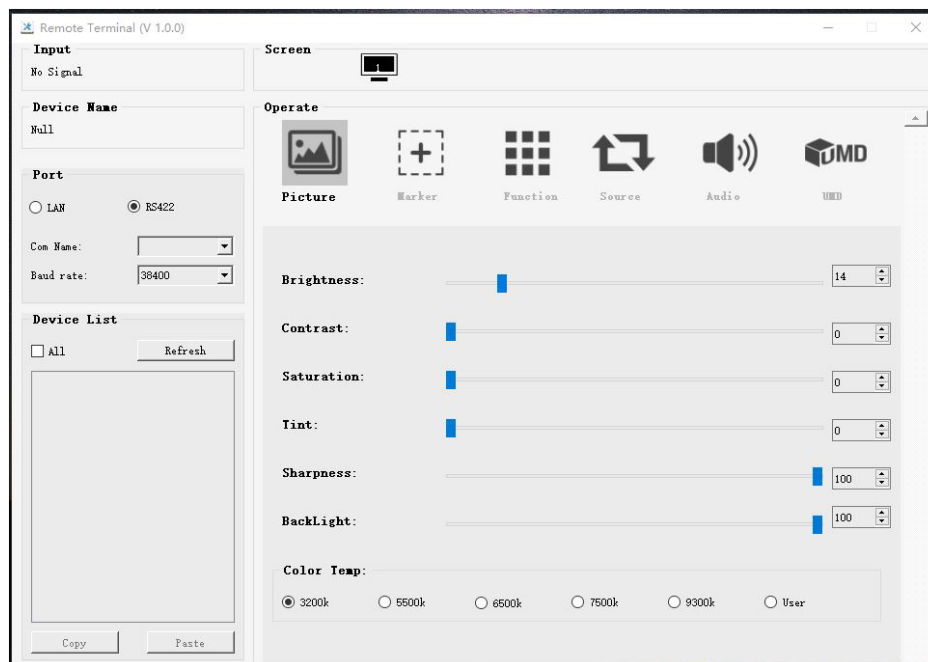 Remote Terminal (V 1.0.0)
Input
No Signal
Screen
1
Device Name
Null
Operate
Picture
Marker
Function
Source
Audio
UMD
UMD
Port
LAN
RS422
Com Name:
Baud rate:
38400
Device List
All
Refresh
Copy
Paste
Brightness:
14
Contrast:
0
Saturation:
0
Tint:
0
Sharpness:
100
BackLight:
100
Color Temp:
3200k
5500k
6500k
7500k
9300k
User